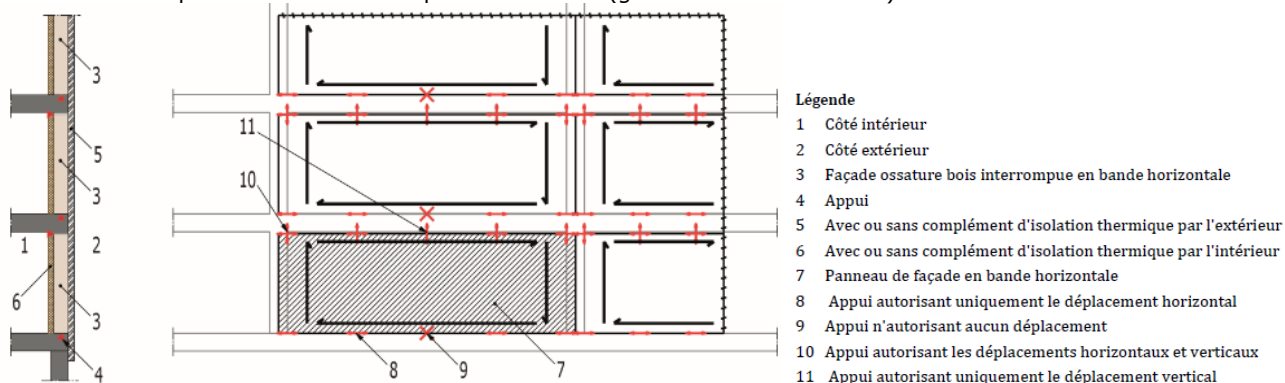 3
5
3
1
2
6
3
4
11
10
8
9
7
Légende
1 Côté intérieur
2 Côté extérieur
3 Façade ossature bois interrompue en bande horizontale
4 Appui
5 Avec ou sans complément d'isolation thermique par l'extérieur
6 Avec ou sans complément d'isolation thermique par l'intérieur
7 Panneau de façade en bande horizontale
8 Appui autorisant uniquement le déplacement horizontal
9 Appui n'autorisant aucun déplacement
10 Appui autorisant les déplacements horizontaux et verticaux
11 Appui autorisant uniquement le déplacement vertical